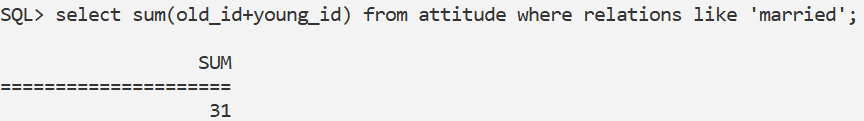 SQL> select sum(old_id+young_id) from attitude where relations like 'married';
SUM
=====================
31